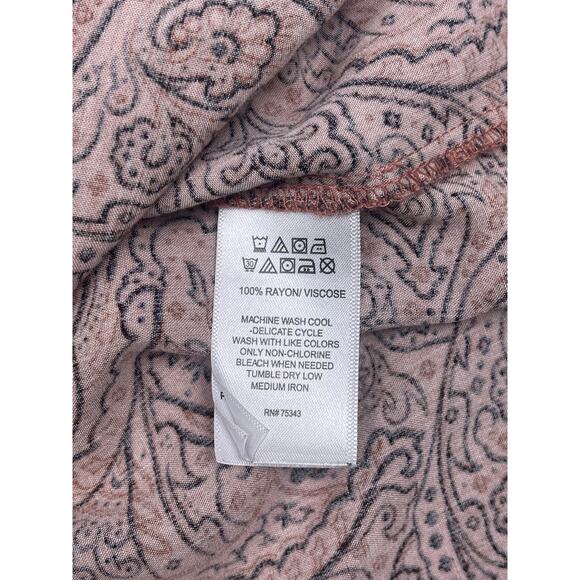 30
100% RAYON/ VISCOSE
MACHINE WASH COOL
-DELICATE CYCLE
WASH WITH LIKE COLORS
ONLY NON-CHLORINE
BLEACH WHEN NEEDED
TUMBLE DRY LOW
MEDIUM IRON
RN# 75343